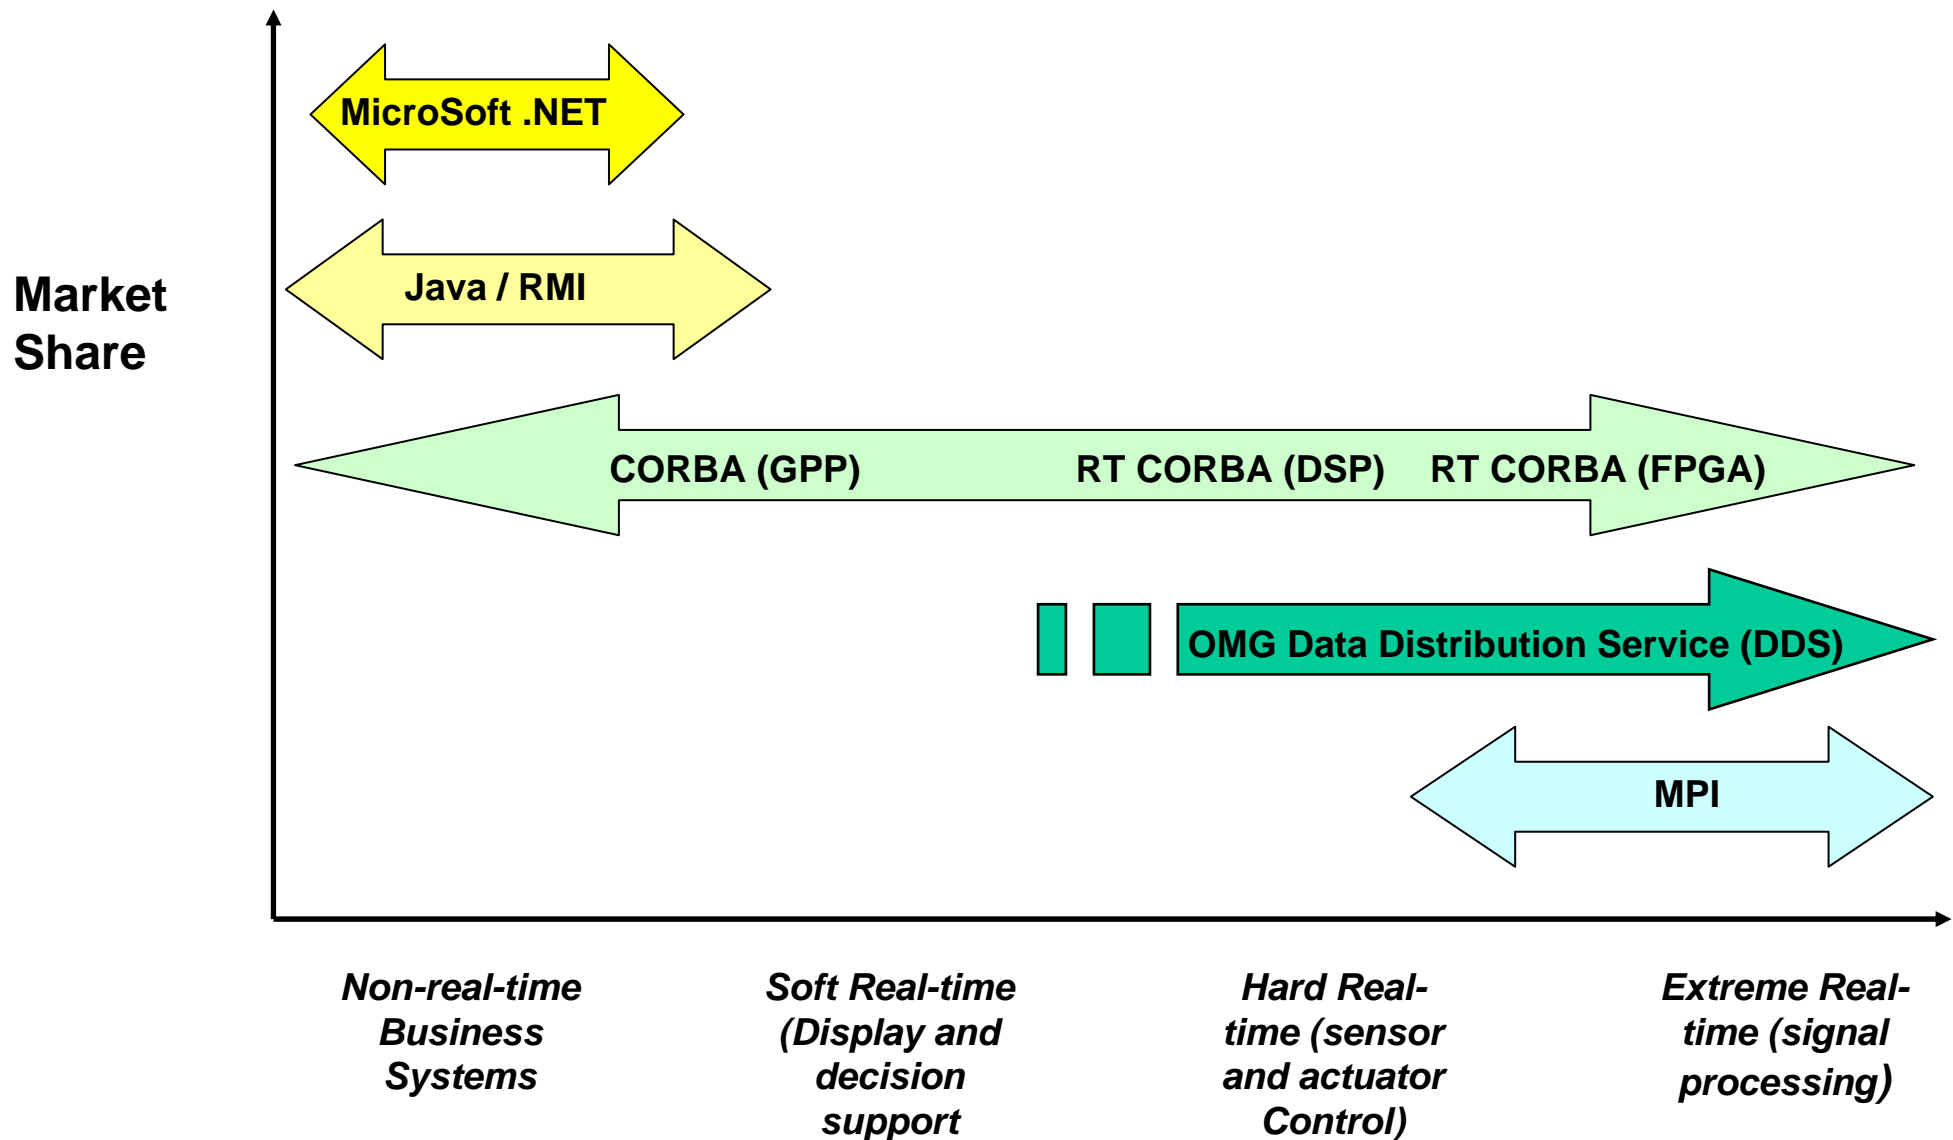 MicroSoft .NET
Java / RMI
Market
Share
CORBA (GPP) RT CORBA (DSP) RT CORBA (FPGA)
OMG Data Distribution Service (DDS)
MPI
Non-real-time
Business
Systems
Soft Real-time
(Display and
decision
support
Hard Real-
time (sensor
and actuator
Control)
Extreme Real-
time (signal
processing)